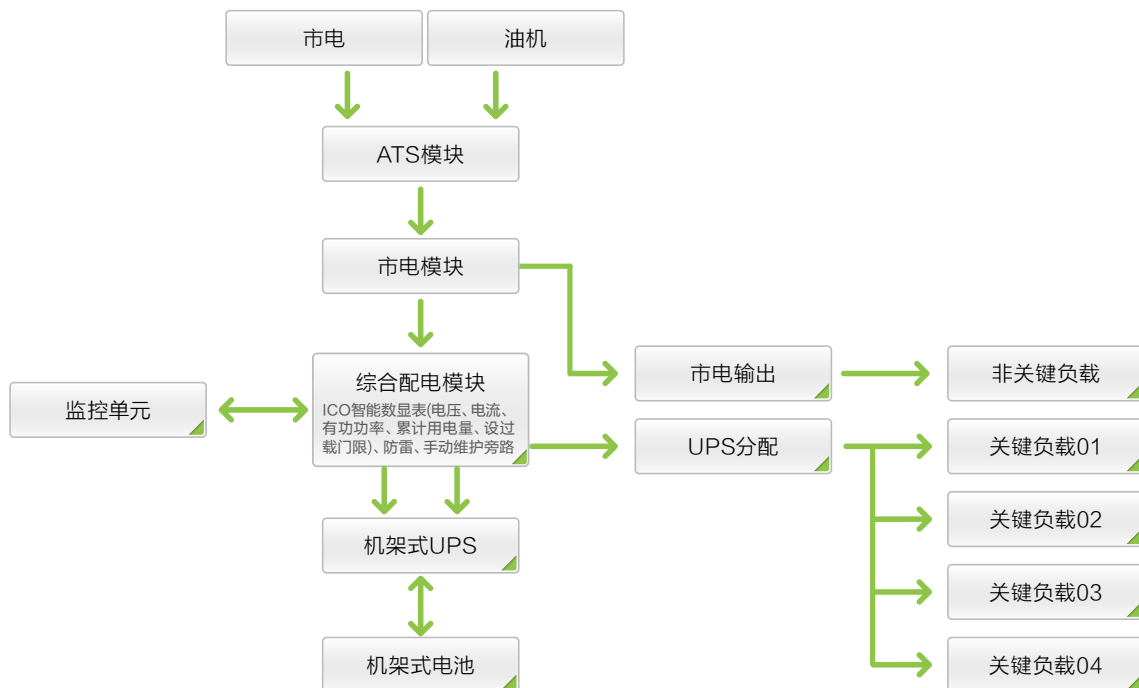 市电
油机
ATS模块
市电模块
综合配电模块
ICO智能数显表(电压、电流、
有功功率、累计用电量、设过
载门限)、防雷、手动维护旁路
监控单元
市电输出
非关键负载
UPS分配
关键负载01
关键负载02
机架式UPS
关键负载03
机架式电池
关键负载04